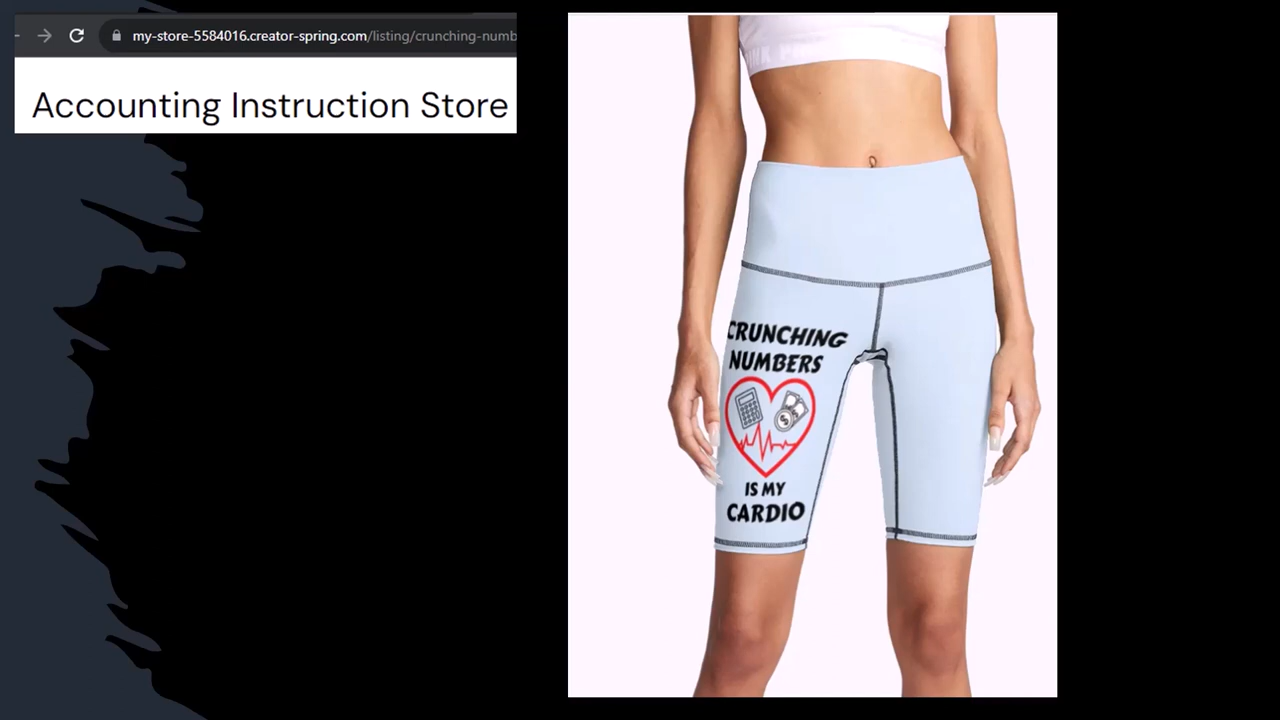 my-store-5584016.creator-spring.com/listing/crunching-numb
Accounting Instruction Store
CRUNCHING
NUMBERS
IS MY
CARDIO